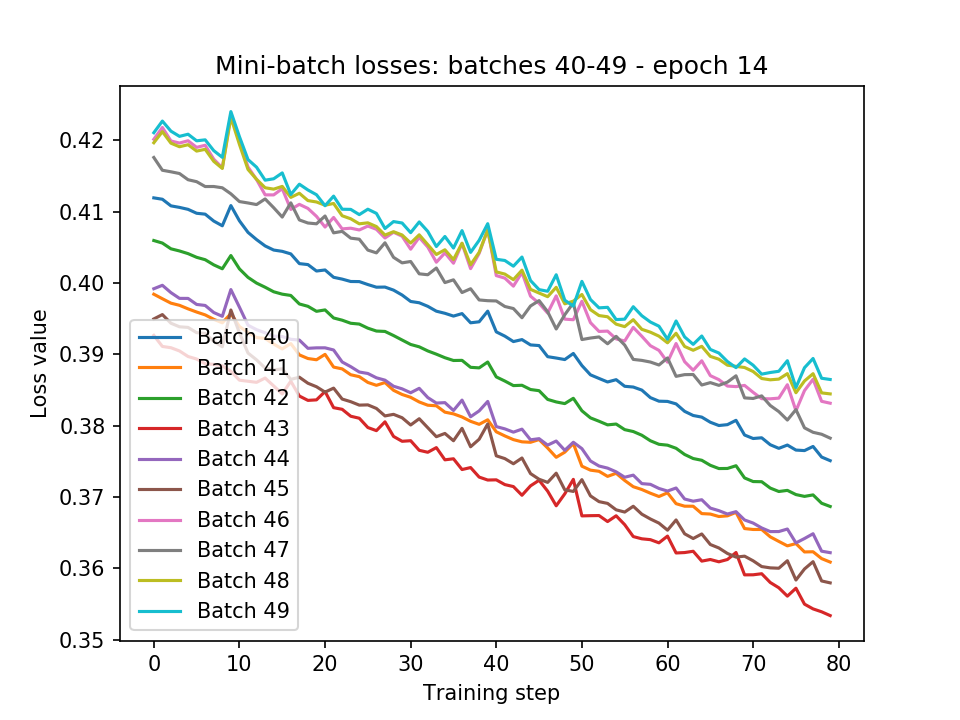 Mini-batch losses: batches 40-49 - epoch 14
Loss value
0.42
0.41
0.40
0.39
0.38
0.37
0.36
0.35
Batch 40
Batch 41
Batch 42
Batch 43
Batch 44
Batch 45
Batch 46
Batch 47
Batch 48
Batch 49
0 10 20 30 40 50 60 70 80
Training step